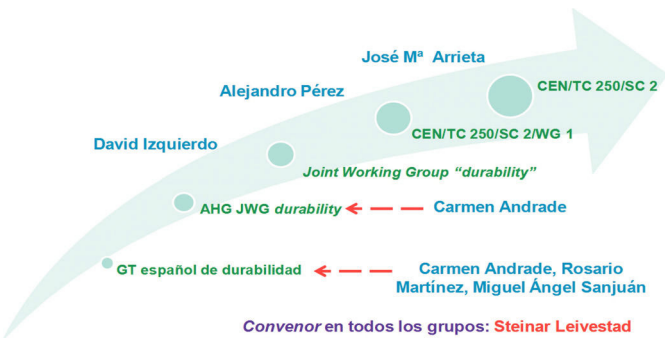 José Mª Arrieta
CEN/TC 250/SC 2
Alejandro Pérez
CEN/TC 250/SC 2/WG 1
David Izquierdo
Joint Working Group “durability”
AHG JWG durability
Carmen Andrade
GT español de durabilidad
Carmen Andrade, Rosario
Martínez, Miguel Ángel Sanjuán
Convenor en todos los grupos: Steinar Leivestad